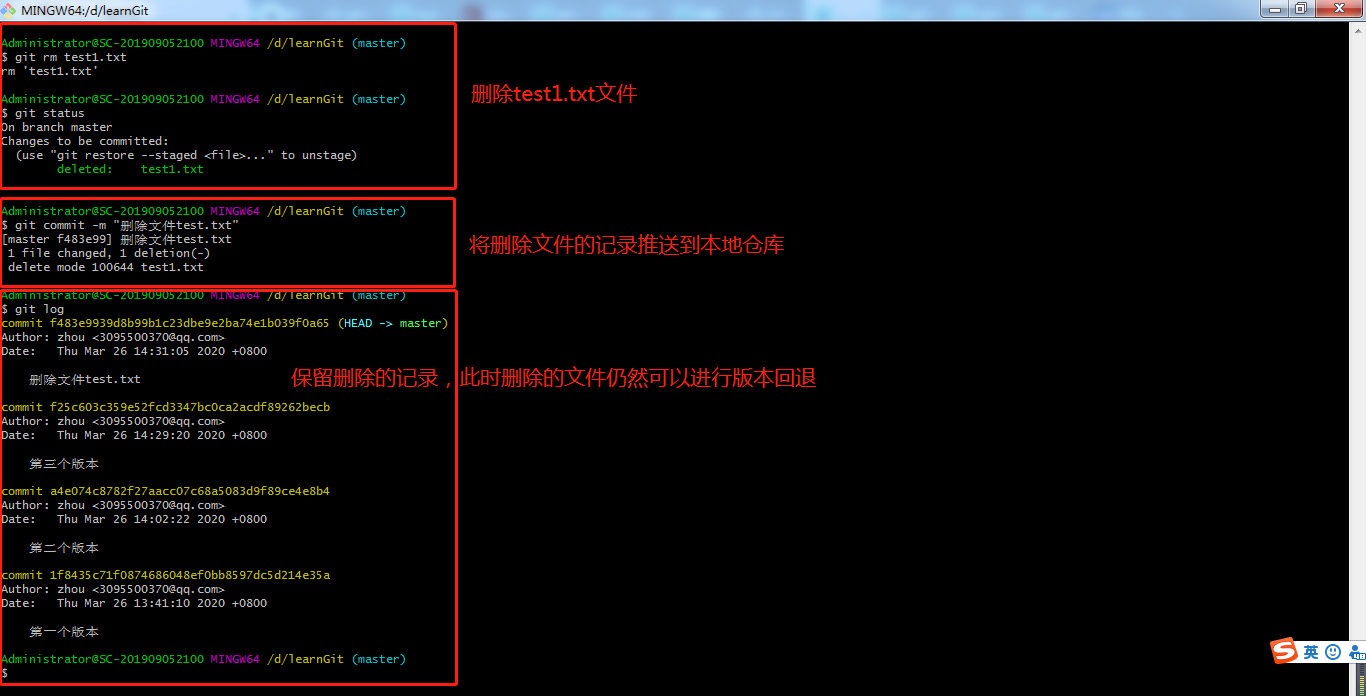 MINGW64:/d/learnGit
Administrator@SC-201909052100 MINGW64 /d/learnGit (master)
$ git rm test1.txt
rm 'test1.txt'
Administrator@SC-201909052100 MINGW64 /d/learnGit (master)
$ git status
On branch master
Changes to be committed:
(use "git restore --staged <file>..." to unstage)
deleted: test1.txt
删除test1.txt文件
Administrator@SC-201909052100 MINGW64 /d/learnGit (master)
$ git commit -m "删除文件test.txt"
[master f483e99] 删除文件test.txt
1 file changed, 1 deletion(-)
delete mode 100644 test1.txt
将删除文件的记录推送到本地仓库
Administrator@SC-201909052100 MINGW64 /d/learnGit (master)
$ git log
commit f483e9939d8b99b1c23dbe9e2ba74e1b039f0a65 (HEAD -> master)
Author: zhou <3095500370@qq.com>
Date: Thu Mar 26 14:31:05 2020 +0800
删除文件test.txt
保留删除的记录，此时删除的文件仍然可以进行版本回退
commit f25c603c359e52fcd3347bc0ca2acdf89262becb
Author: zhou <3095500370@qq.com>
Date: Thu Mar 26 14:29:20 2020 +0800
第三个版本
commit a4e074c8782f27aacc07c68a5083d9f89ce4e8b4
Author: zhou <3095500370@qq.com>
Date: Thu Mar 26 14:02:22 2020 +0800
第二个版本
commit 1f8435c71f0874686048ef0bb8597dc5d214e35a
Author: zhou <3095500370@qq.com>
Date: Thu Mar 26 13:41:10 2020 +0800
第一个版本
Administrator@SC-201909052100 MINGW64 /d/learnGit (master)
$
英